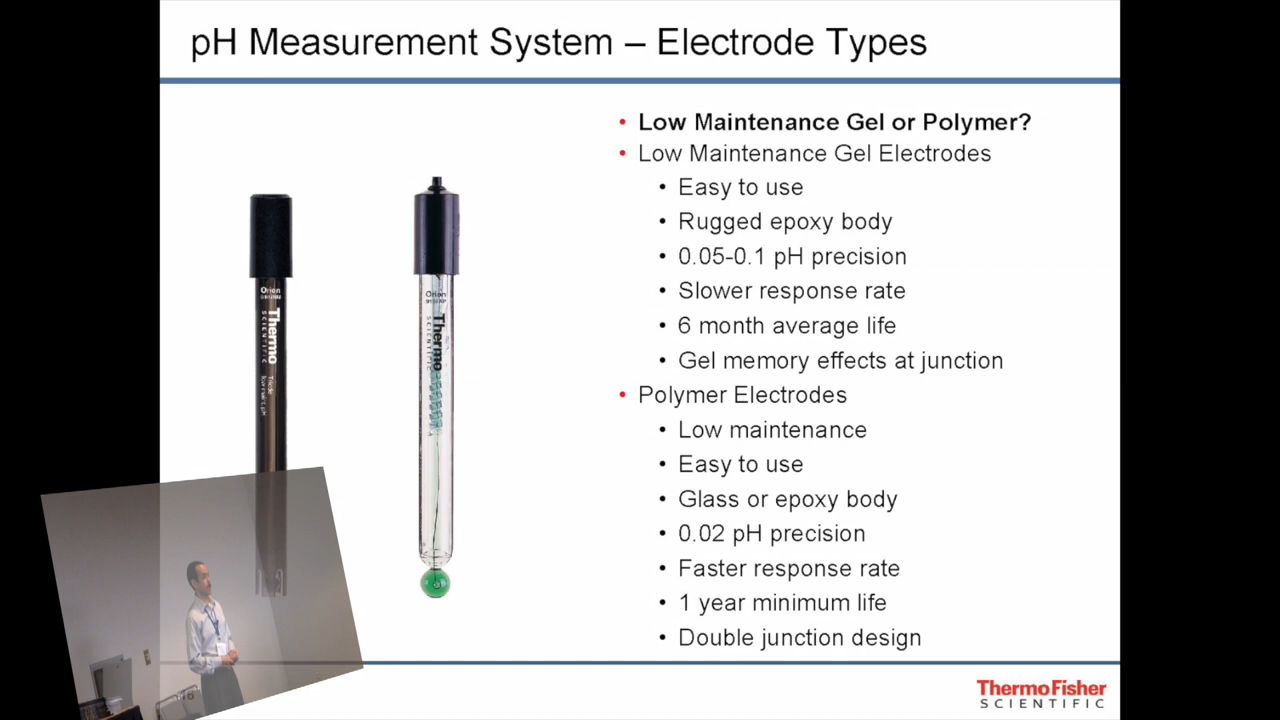 pH Measurement System – Electrode Types
• Low Maintenance Gel or Polymer?
• Low Maintenance Gel Electrodes
• Easy to use
• Rugged epoxy body
• 0.05-0.1 pH precision
• Slower response rate
• 6 month average life
• Gel memory effects at junction
• Polymer Electrodes
• Low maintenance
• Easy to use
• Glass or epoxy body
• 0.02 pH precision
• Faster response rate
• 1 year minimum life
• Double junction design
Orion
Thermo
SCIENTIFIC
Triode
Orion
Thermo
SCIENTIFIC
ThermoFisher
SCIENTIFIC